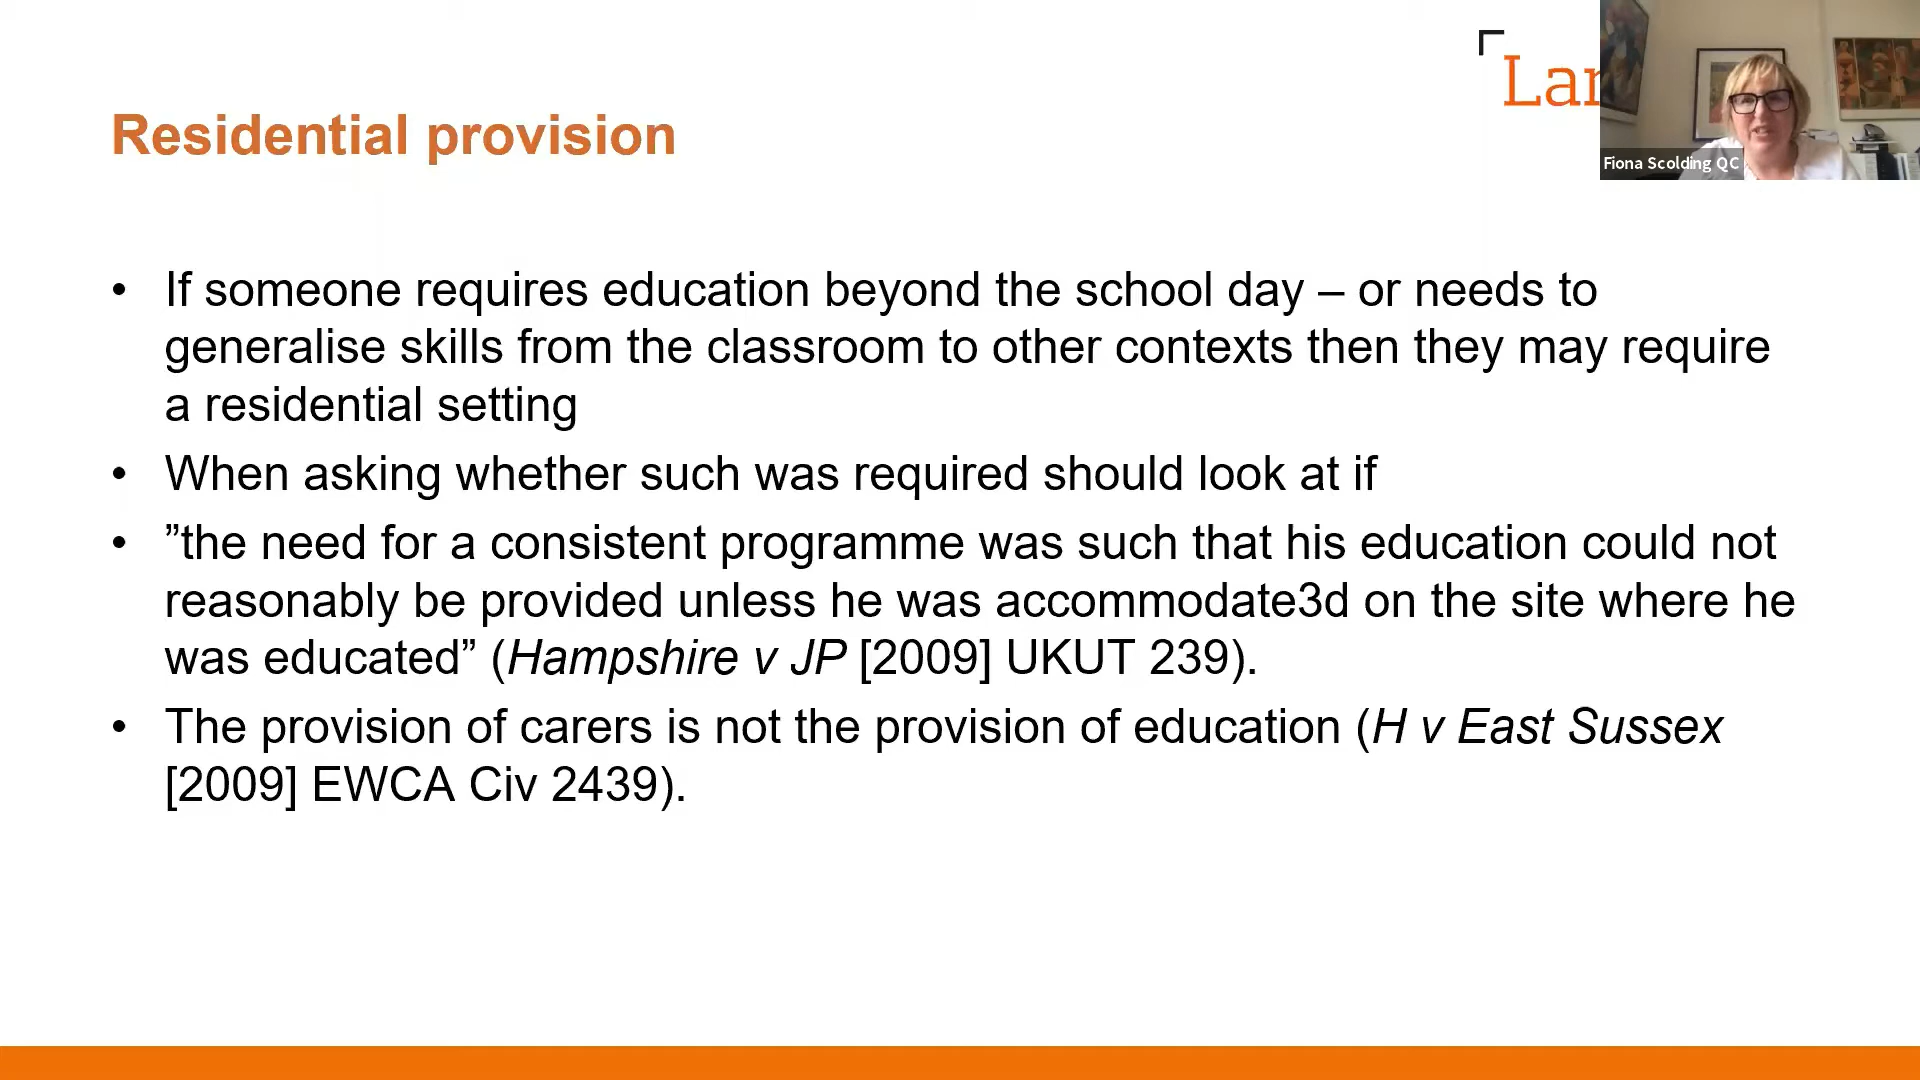 Lar
Fiona Scolding QC
Residential provision
• If someone requires education beyond the school day – or needs to
generalise skills from the classroom to other contexts then they may require
a residential setting
• When asking whether such was required should look at if
• ”the need for a consistent programme was such that his education could not
reasonably be provided unless he was accommodate3d on the site where he
was educated” (Hampshire v JP [2009] UKUT 239).
• The provision of carers is not the provision of education (H v East Sussex
[2009] EWCA Civ 2439).